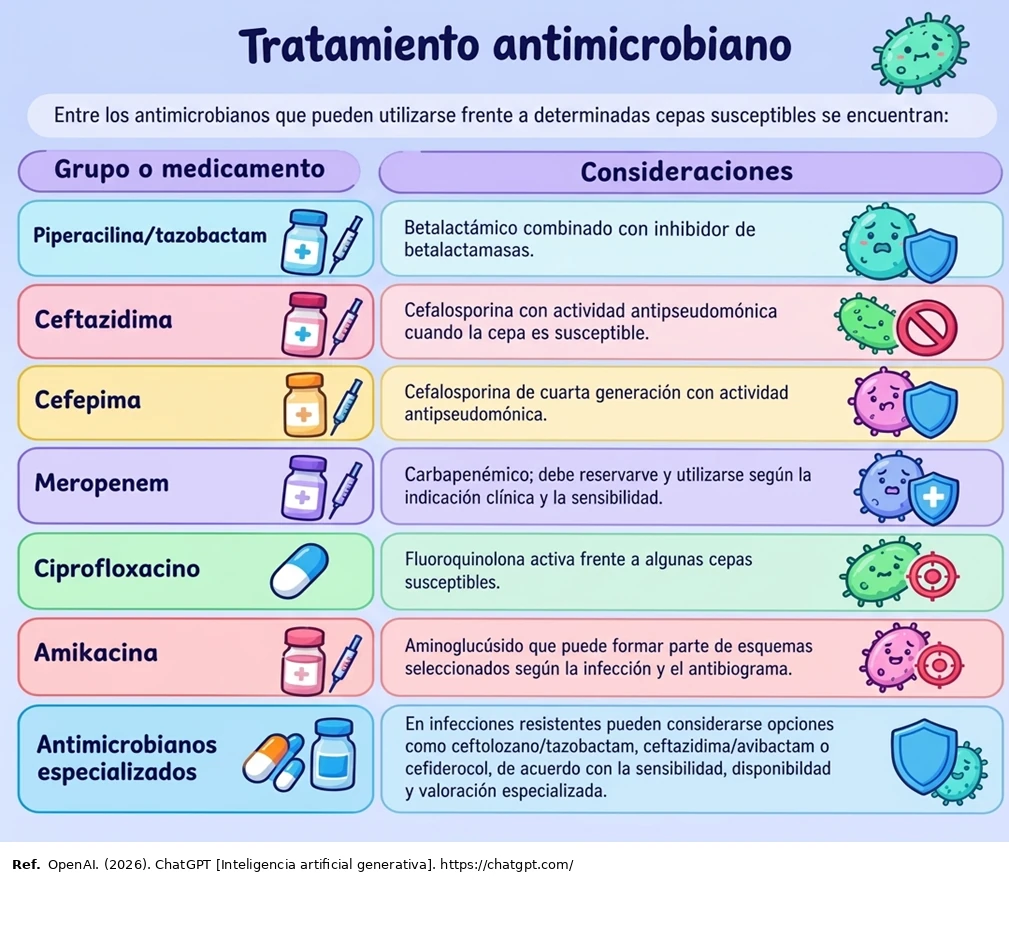 Tratamiento antimicrobiano
Entre los antimicrobianos que pueden utilizarse frente a determinadas cepas susceptibles se encuentran:
Grupo o medicamento
Consideraciones
Piperacilina/tazobactam
Betalactámico combinado con inhibidor de
betalactamasas.
Ceftazidima
Cefalosporina con actividad antipseudomónica
cuando la cepa es susceptible.
Cefepima
Cefalosporina de cuarta generación con actividad
antipseudomónica.
Meropenem
Carbapenémico; debe reservarve y utilizarse según la
indicación clínica y la sensibilidad.
Ciprofloxacino
Fluoroquinolona activa frente a algunas cepas
susceptibles.
Amikacina
Aminoglucúsido que puede formar parte de esquemas
seleccionados según la infección y el antibiograma.
Antimicrobianos
especializados
En infecciones resistentes pueden considerarse opciones
como ceftolozano/tazobactam, ceftazidima/avibactam o
cefiderocol, de acuerdo con la sensibilidad, disponibildad
y valoración especializada.
Ref. OpenAI. (2026). ChatGPT [Inteligencia artificial generativa]. https://chatgpt.com/